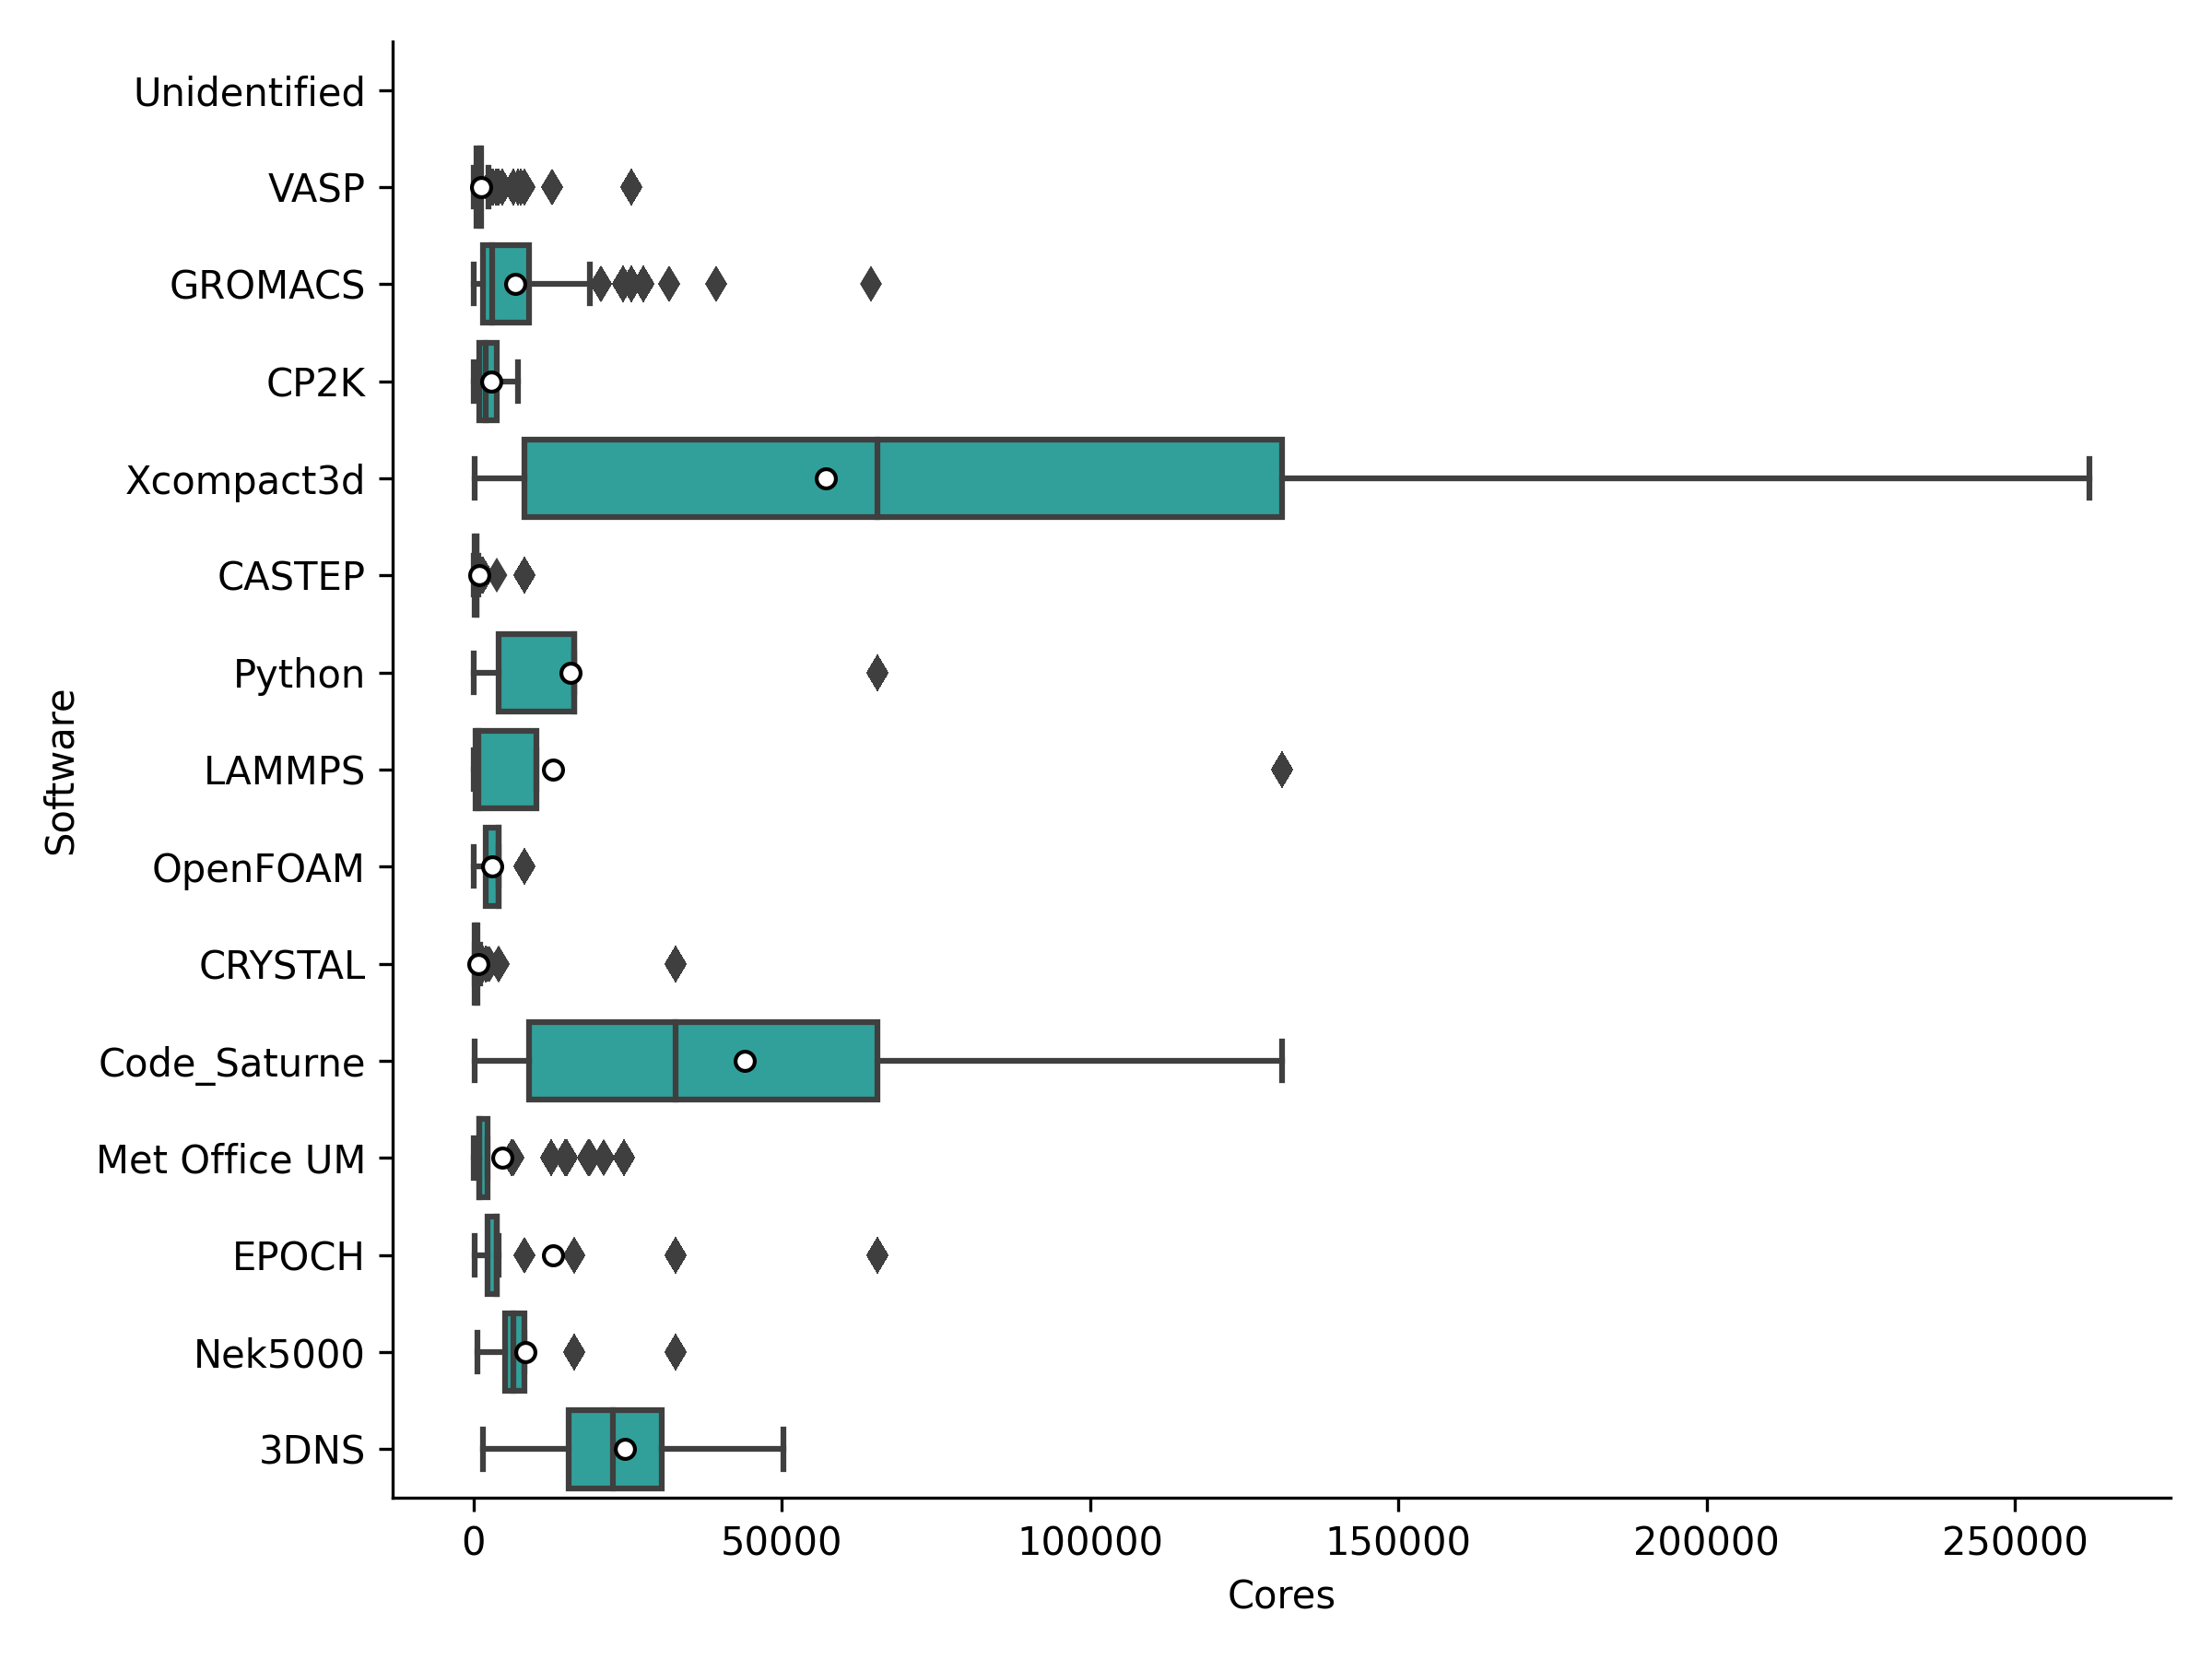 Unidentified
VASP
GROMACS
CP2K
Xcompact3d
CASTEP
Python
LAMMPS
OpenFOAM
CRYSTAL
Code_Saturne
Met Office UM
EPOCH
Nek5000
3DNS
Software
0 50000 100000 150000 200000 250000
Cores